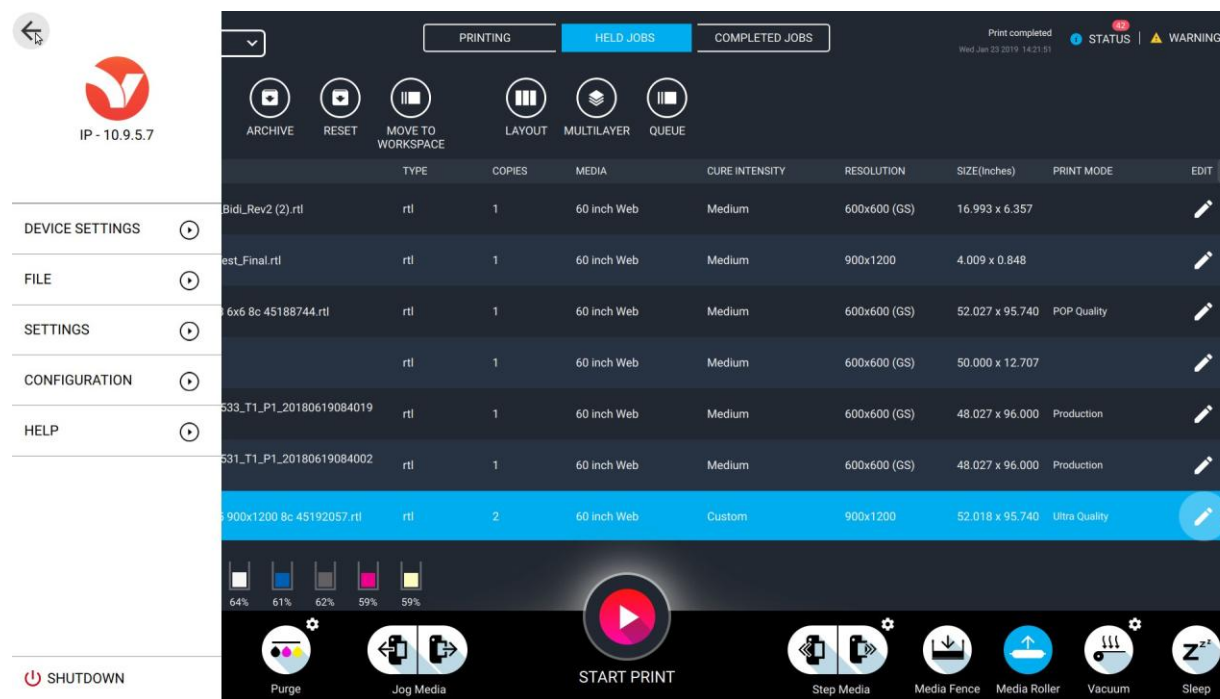 IP - 10.9.5.7
DEVICE SETTINGS
FILE
SETTINGS
CONFIGURATION
HELP
SHUTDOWN
PRINTING
HELD JOBS
COMPLETED JOBS
Print completed
Wed Jan 23 2019 14:21:51
42
STATUS
WARNING
ARCHIVE
RESET
MOVE TO
WORKSPACE
LAYOUT
MULTILAYER
QUEUE
TYPE COPIES MEDIA CURE INTENSITY RESOLUTION SIZE(Inches) PRINT MODE EDIT
Bidi_Rev2 (2).rtl rtl 1 60 inch Web Medium 600x600 (GS) 16.993 x 6.357
est_Final.rtl rtl 1 60 inch Web Medium 900x1200 4.009 x 0.848
6x6 8c 45188744.rtl rtl 1 60 inch Web Medium 600x600 (GS) 52.027 x 95.740 POP Quality
rtl 1 60 inch Web Medium 600x600 (GS) 50.000 x 12.707
533_T1_P1_20180619084019 rtl 1 60 inch Web Medium 600x600 (GS) 48.027 x 96.000 Production
531_T1_P1_20180619084002 rtl 1 60 inch Web Medium 600x600 (GS) 48.027 x 96.000 Production
900x1200 8c 45192057.rtl rtl 2 60 inch Web Custom 900x1200 52.018 x 95.740 Ultra Quality
64% 61% 62% 59% 59%
Purge
Jog Media
START PRINT
Step Media
Media Fence
Media Roller
Vacuum
Zzz
Sleep